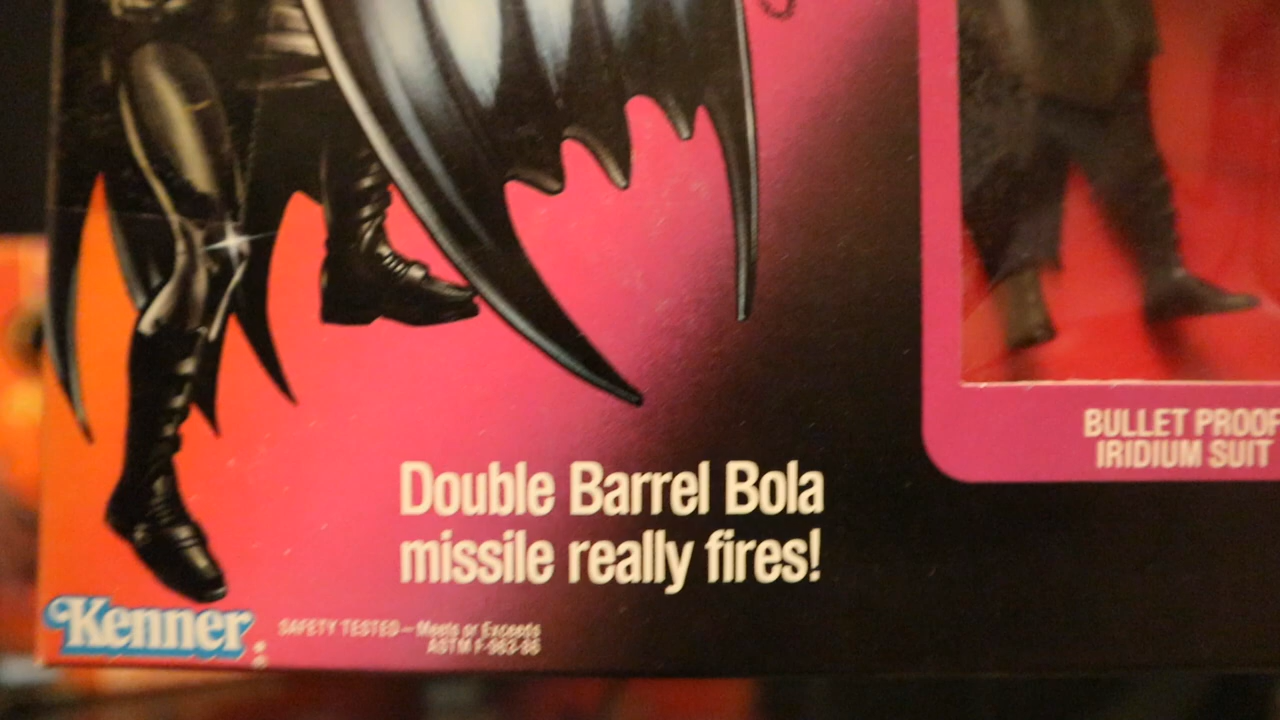 BULLET PROOF
IRIDIUM SUIT
Double Barrel Bola
missile really fires!
Kenner
SAFETY TESTED—Meets or Exceeds
ASTM F-963-86